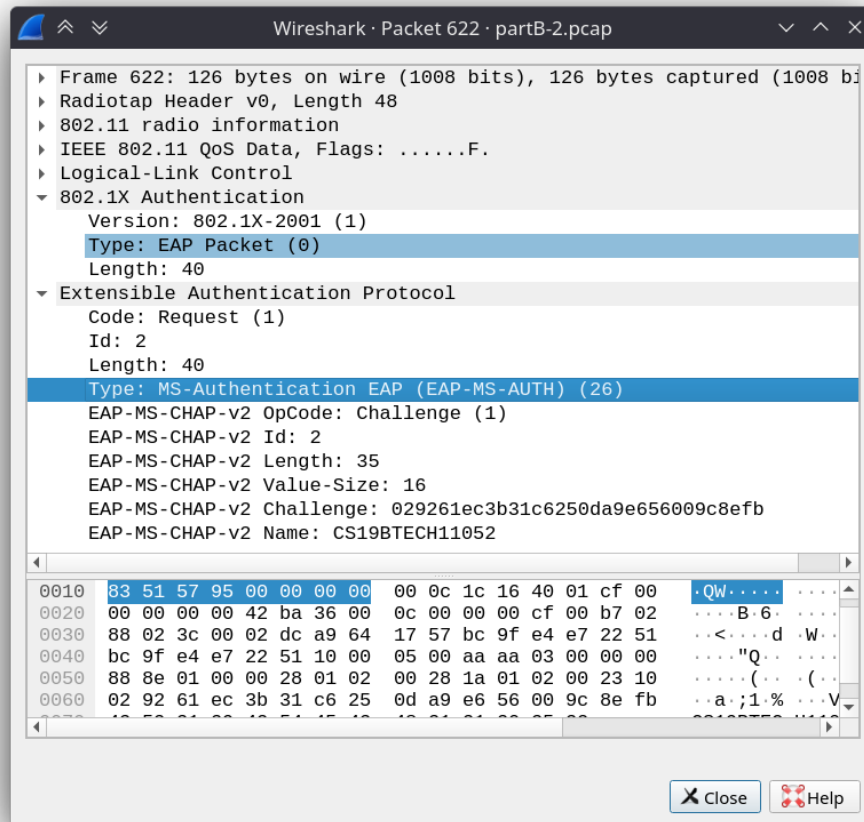 Wireshark · Packet 622 · partB-2.pcap
Frame 622: 126 bytes on wire (1008 bits), 126 bytes captured (1008 bi
Radiotap Header v0, Length 48
802.11 radio information
IEEE 802.11 QoS Data, Flags: ......F.
Logical-Link Control
802.1X Authentication
Version: 802.1X-2001 (1)
Type: EAP Packet (0)
Length: 40
Extensible Authentication Protocol
Code: Request (1)
Id: 2
Length: 40
Type: MS-Authentication EAP (EAP-MS-AUTH) (26)
EAP-MS-CHAP-v2 OpCode: Challenge (1)
EAP-MS-CHAP-v2 Id: 2
EAP-MS-CHAP-v2 Length: 35
EAP-MS-CHAP-v2 Value-Size: 16
EAP-MS-CHAP-v2 Challenge: 029261ec3b31c6250da9e656009c8efb
EAP-MS-CHAP-v2 Name: CS19BTECH11052
0010 83 51 57 95 00 00 00 00 00 0c 1c 16 40 01 cf 00 ·QW····· ····
0020 00 00 00 00 42 ba 36 00 0c 00 00 00 cf 00 b7 02 ····B·6· ····
0030 88 02 3c 00 02 dc a9 64 17 57 bc 9f e4 e7 22 51 ··<····d ·W··
0040 bc 9f e4 e7 22 51 10 00 05 00 aa aa 03 00 00 00 ····"Q·· ····
0050 88 8e 01 00 00 28 01 02 00 28 1a 01 02 00 23 10 ·····(·· ·(··
0060 02 92 61 ec 3b 31 c6 25 0d a9 e6 56 00 9c 8e fb ··a·;1·% ···V
Close Help